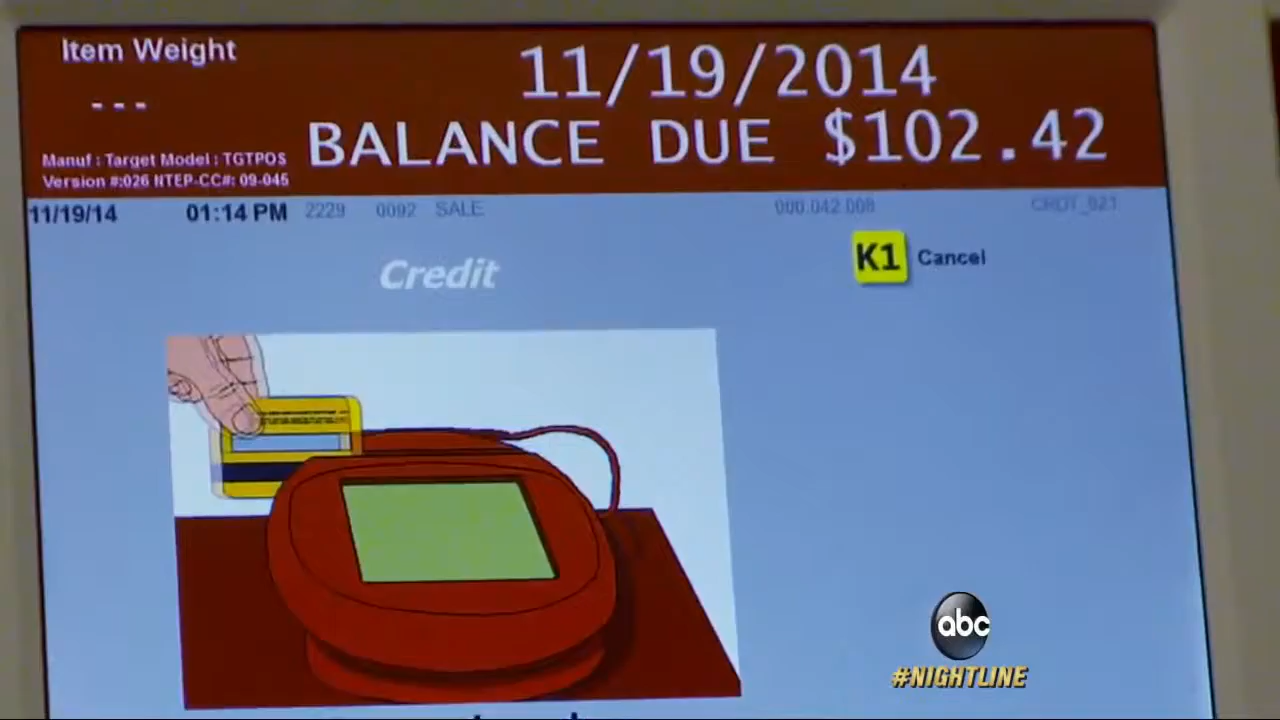 Item Weight
11/19/2014
- - -
BALANCE DUE $102.42
Manuf : Target Model : TGTPOS
Version #:026 NTEP-CC#: 09-045
11/19/14 01:14 PM 2229 0092 SALE 000.042.008 CRDT_021
Credit
K1 Cancel
abc
#NIGHTLINE